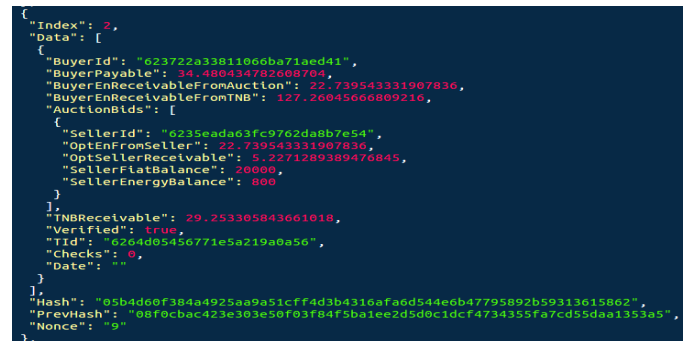 {
"Index": 2,
"Data": [
{
"BuyerId": "623722a33811066ba71aed41",
"BuyerPayable": 34.480434782608704,
"BuyerEnReceivableFromAuction": 22.739543331907836,
"BuyerEnReceivableFromTNB": 127.26045666809216,
"AuctionBids": [
{
"SellerId": "6235eada63fc9762da8b7e54",
"OptEnFromSeller": 22.739543331907836,
"OptSellerReceivable": 5.2271289389476845,
"SellerFiatBalance": 20000,
"SellerEnergyBalance": 800
}
],
"TNBReceivable": 29.253305843661018,
"Verified": true,
"TId": "6264d05456771e5a219a0a56",
"Checks": 0,
"Date": ""
}
],
"Hash": "05b4d60f384a4925aa9a51cff4d3b4316afa6d544e6b47795892b59313615862",
"PrevHash": "08f0cbac423e303e50f03f84f5ba1ee2d5d0c1dcf4734355fa7cd55daa1353a5",
"Nonce": "9"
},